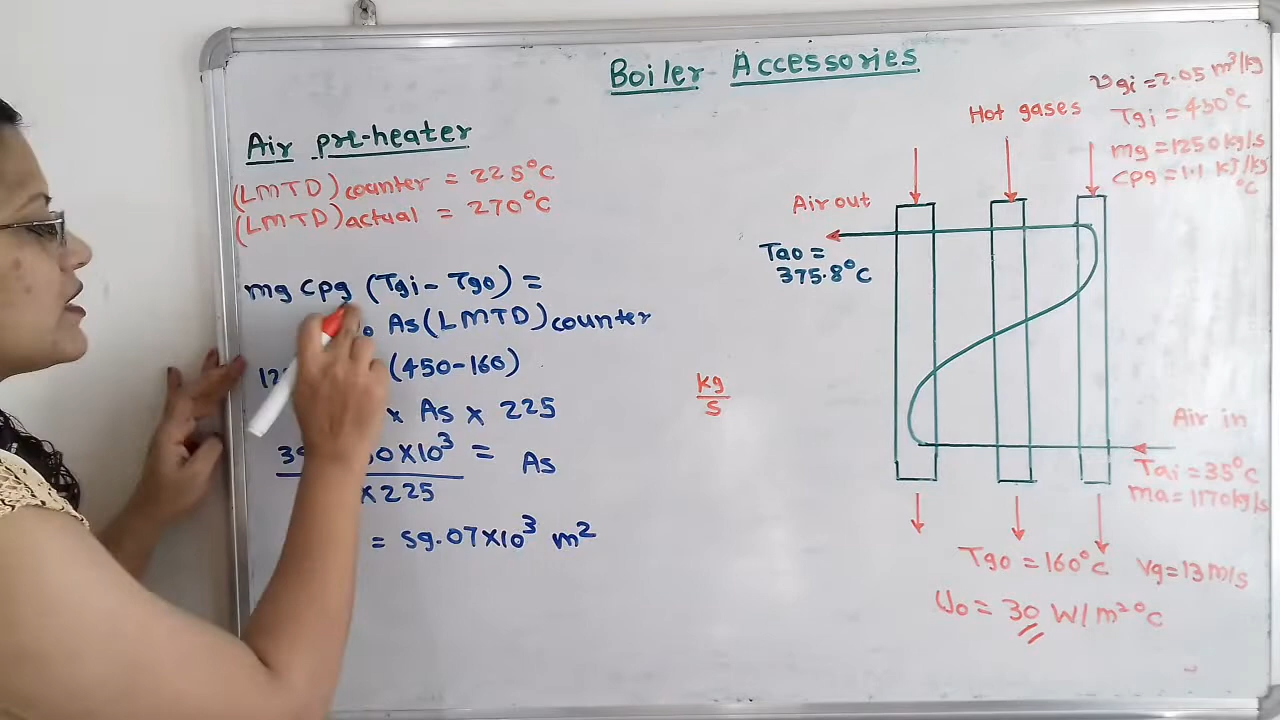 Boiler Accessories
Air pre-heater
(LMTD)counter = 225°C
(LMTD)actual = 270°C
mg Cpg (Tgi - Tgo) =
As (LMTD)counter
(450-160)
x As x 225
0x10³ = As
x225
= 59.07x10³ m²
kg
s
Hot gases
vgi = 2.05 m³/kg
Tgi = 450°C
mg = 1250 kg/s
Cpg = 1.1 kJ/kg
°C
Air out
Tao =
375.8°C
Air in
Tai = 35°C
ma = 1170 kg/s
Tgo = 160°C Vg = 13 m/s
Uo = 30 W/m²°C